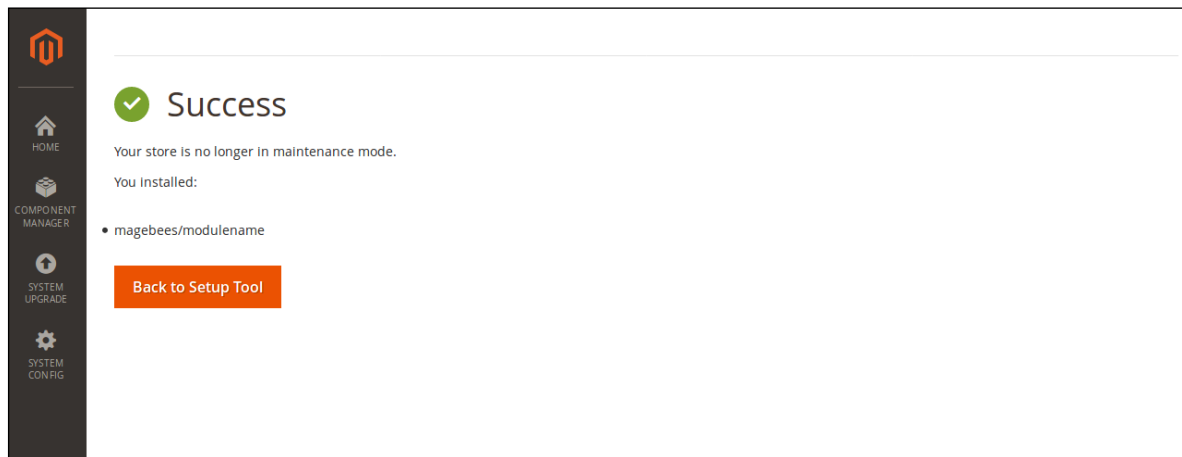 HOME
COMPONENT
MANAGER
SYSTEM
UPGRADE
SYSTEM
CONFIG
Success
Your store is no longer in maintenance mode.
You installed:
• magebees/modulename
Back to Setup Tool